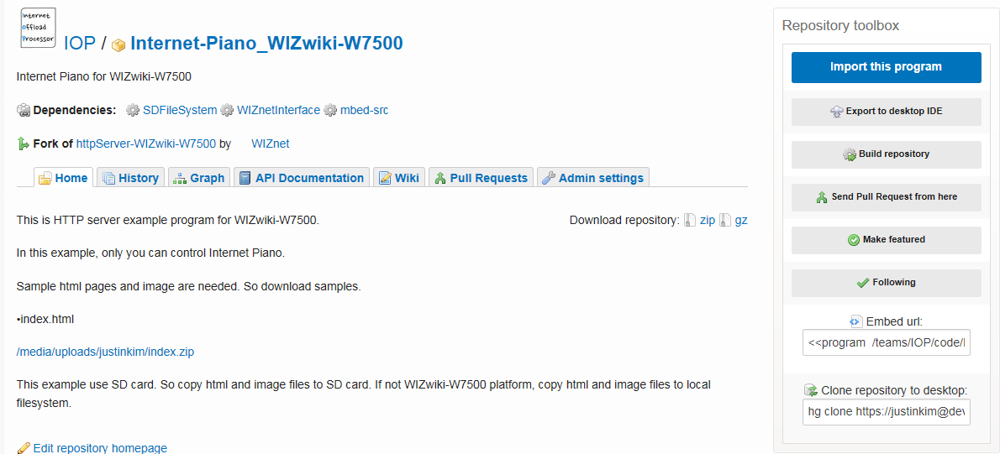 Internet
Offload
Processor
IOP / Internet-Piano_WIZwiki-W7500
Internet Piano for WIZwiki-W7500
Dependencies: SDFileSystem WIZnetInterface mbed-src
Fork of httpServer-WIZwiki-W7500 by WIZnet
Home History Graph API Documentation Wiki Pull Requests Admin settings
This is HTTP server example program for WIZwiki-W7500.
Download repository: zip gz
In this example, only you can control Internet Piano.
Sample html pages and image are needed. So download samples.
•index.html
/media/uploads/justinkim/index.zip
This example use SD card. So copy html and image files to SD card. If not WIZwiki-W7500 platform, copy html and image files to local
filesystem.
Edit repository homepage
Repository toolbox
Import this program
Export to desktop IDE
Build repository
Send Pull Request from here
Make featured
Following
Embed url:
<<program /teams/IOP/code/I
Clone repository to desktop:
hg clone https://justinkim@dev